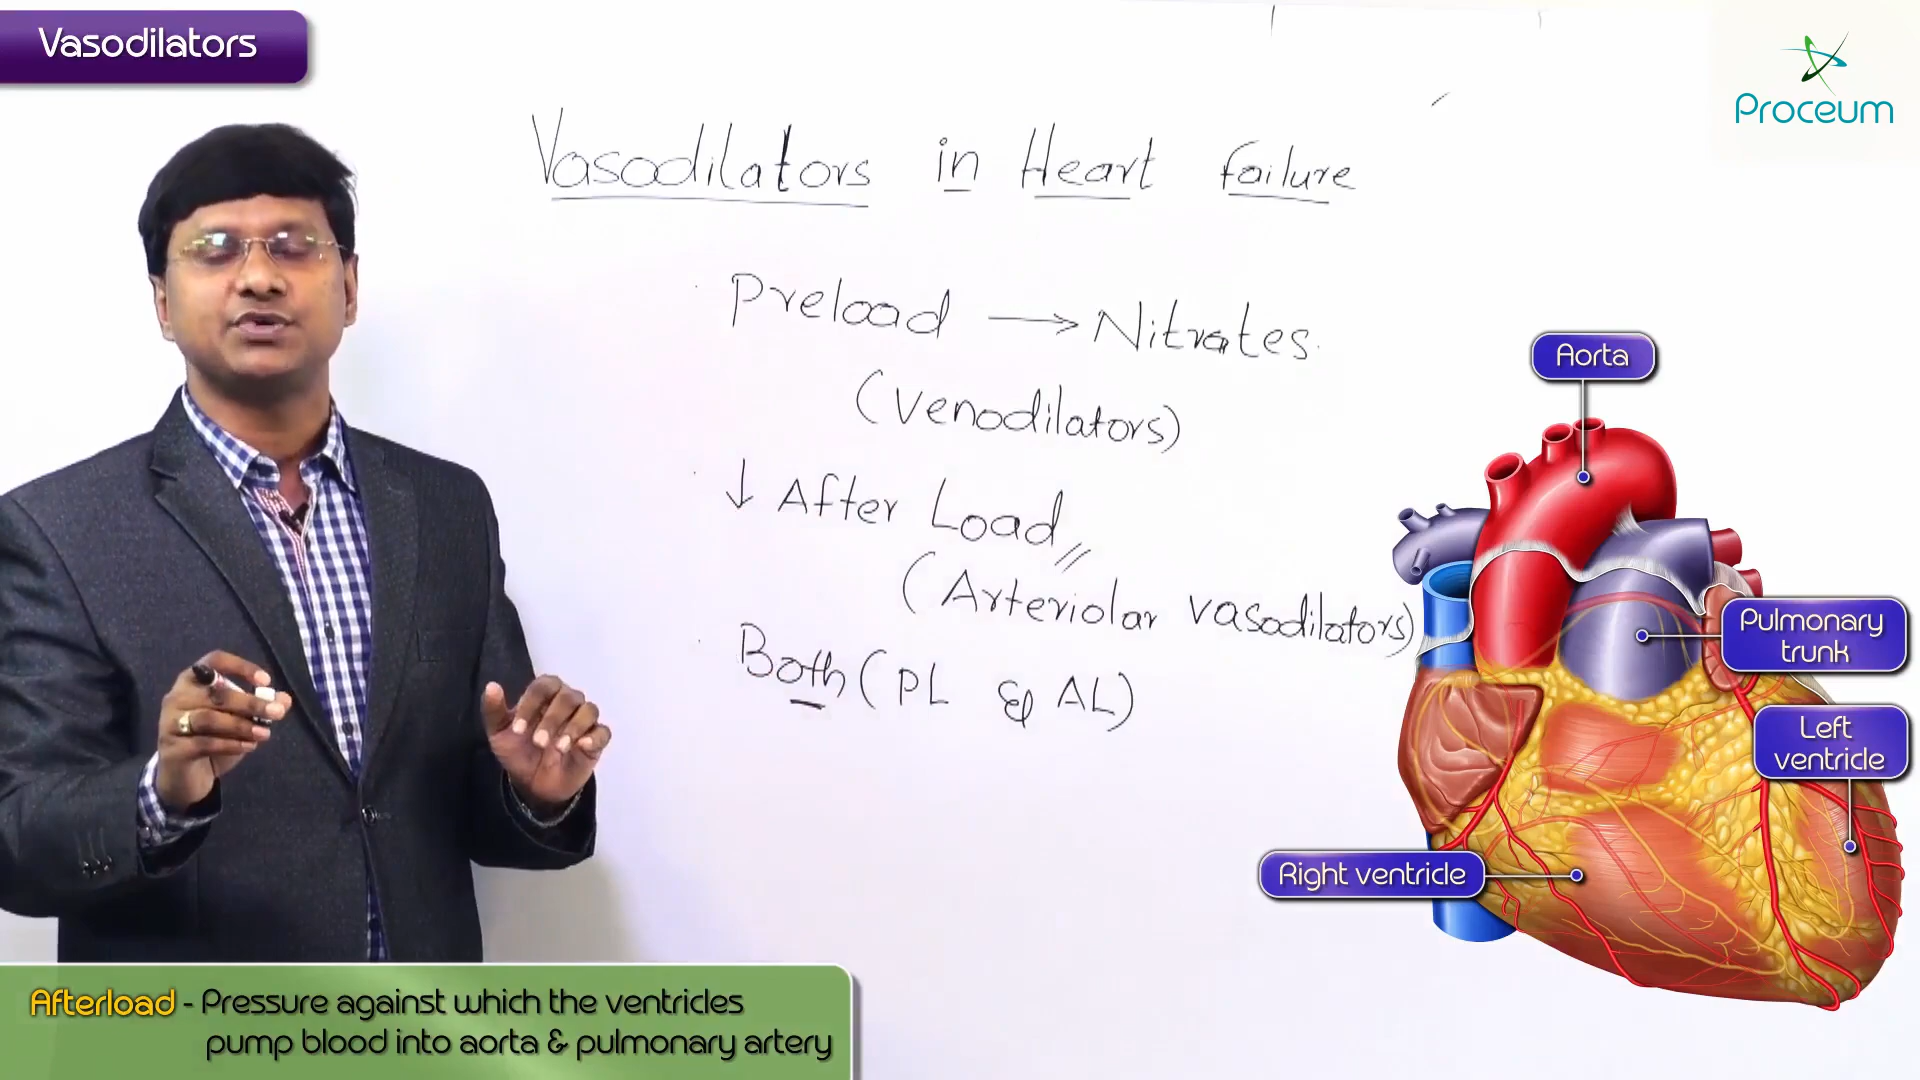 Vasodilators
Proceum
Vasodilators in Heart failure
Preload → Nitrates
(Venodilators)
↓ After Load
(Arteriolar vasodilators)
Both (PL & AL)
Aorta
Pulmonary
trunk
Left
ventricle
Right ventricle
Afterload - Pressure against which the ventricles
pump blood into aorta & pulmonary artery